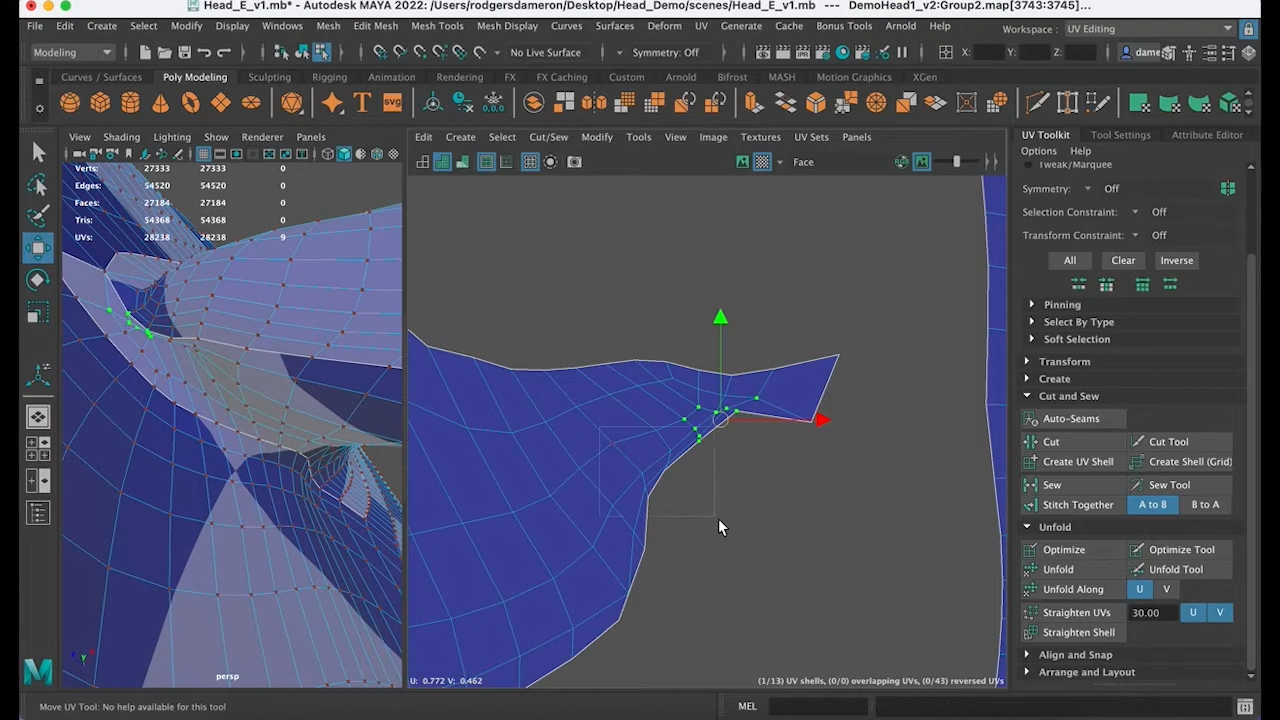 Head_E_v1.mb* - Autodesk MAYA 2022: /Users/rodgersdameron/Desktop/Head_Demo/scenes/Head_E_v1.mb --- DemoHead1_v2:Group2.map[3743:3745]...
File Edit Create Select Modify Display Windows Mesh Edit Mesh Mesh Tools Mesh Display Curves Surfaces Deform UV Generate Cache Bonus Tools Arnold Help Workspace : UV Editing
Modeling No Live Surface Symmetry: Off X: Y: Z: dame
Curves / Surfaces Poly Modeling Sculpting Rigging Animation Rendering FX FX Caching Custom Arnold Bifrost MASH Motion Graphics XGen
T SVG 0,0,0
View Shading Lighting Show Renderer Panels
Verts: 27333 27333 0
Edges: 54520 54520 0
Faces: 27184 27184 0
Tris: 54368 54368 0
UVs: 28238 28238 9
persp
Edit Create Select Cut/Sew Modify Tools View Image Textures UV Sets Panels
Face
U: 0.772 V: 0.462 (1/13) UV shells, (0/0) overlapping UVs, (0/43) reversed UVs
UV Toolkit Tool Settings Attribute Editor
Options Help
Tweak/Marquee
Symmetry: Off
Selection Constraint: Off
Transform Constraint: Off
All Clear Inverse
Pinning
Select By Type
Soft Selection
Transform
Create
Cut and Sew
Auto-Seams
Cut Cut Tool
Create UV Shell Create Shell (Grid)
Sew Sew Tool
Stitch Together A to B B to A
Unfold
Optimize Optimize Tool
Unfold Unfold Tool
Unfold Along U V
Straighten UVs 30.00 U V
Straighten Shell
Align and Snap
Arrange and Layout
Move UV Tool: No help available for this tool MEL